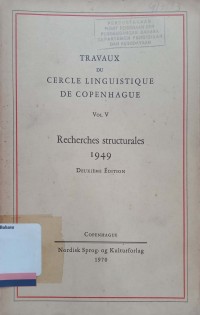 TRAVAUX
DU
CERCLE LINGUISTIQUE
DE COPENHAGUE
VOL V
Recherches structurales
1949
DEUXIÈME ÉDITION
COPENHAGUE
Nordisk Sprog- og Kulturforlag
1970